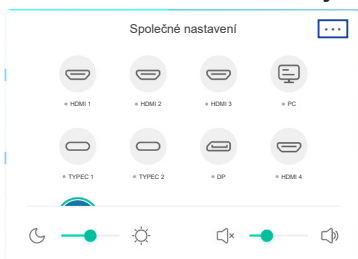 Společné nastavení
HDMI 1 HDMI 2 HDMI 3 PC
TYPEC 1 TYPEC 2 DP HDMI 4